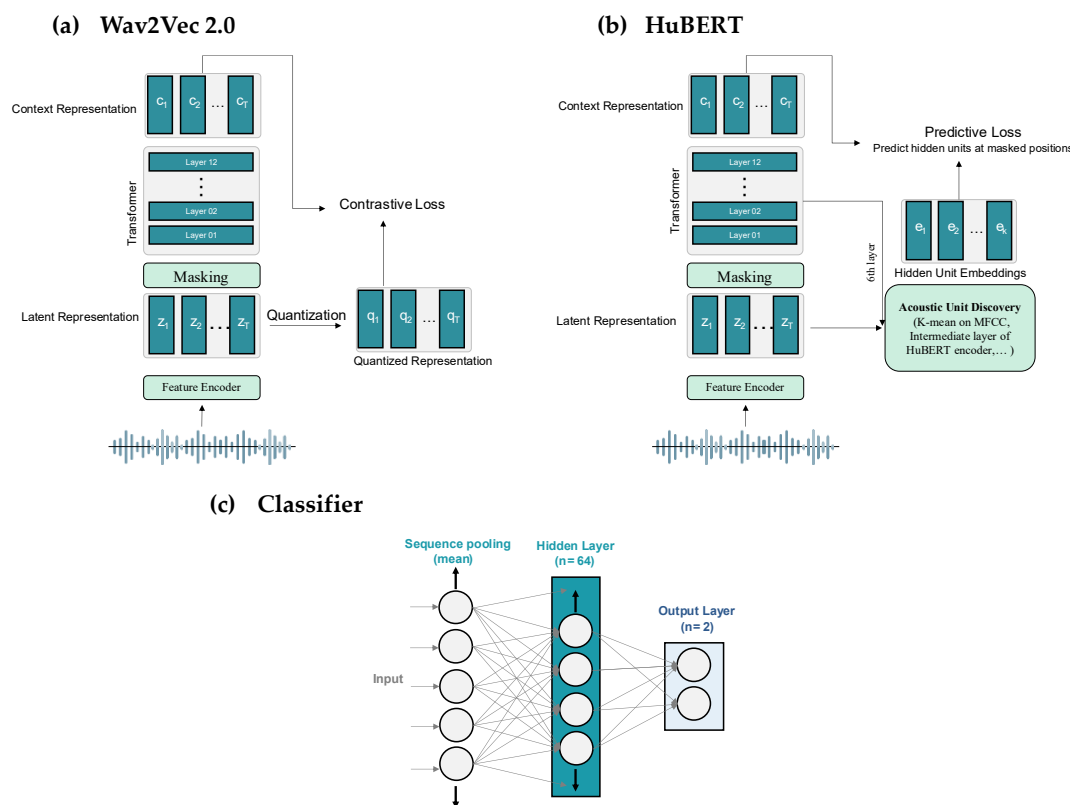 (a) Wav2Vec 2.0
Context Representation
c1 c2 ... cT
Transformer
Layer 12
Layer 02
Layer 01
Contrastive Loss
Masking
Latent Representation
z1 z2 ... zT
Quantization
q1 q2 ... qT
Quantized Representation
Feature Encoder
(b) HuBERT
Context Representation
c1 c2 ... cT
Predictive Loss
Predict hidden units at masked positions
Transformer
Layer 12
Layer 02
Layer 01
6th layer
e1 e2 ... ek
Hidden Unit Embeddings
Masking
Latent Representation
z1 z2 ... zT
Acoustic Unit Discovery
(K-mean on MFCC,
Intermediate layer of
HuBERT encoder,... )
Feature Encoder
(c) Classifier
Sequence pooling
(mean)
Hidden Layer
(n= 64)
Output Layer
(n= 2)
Input